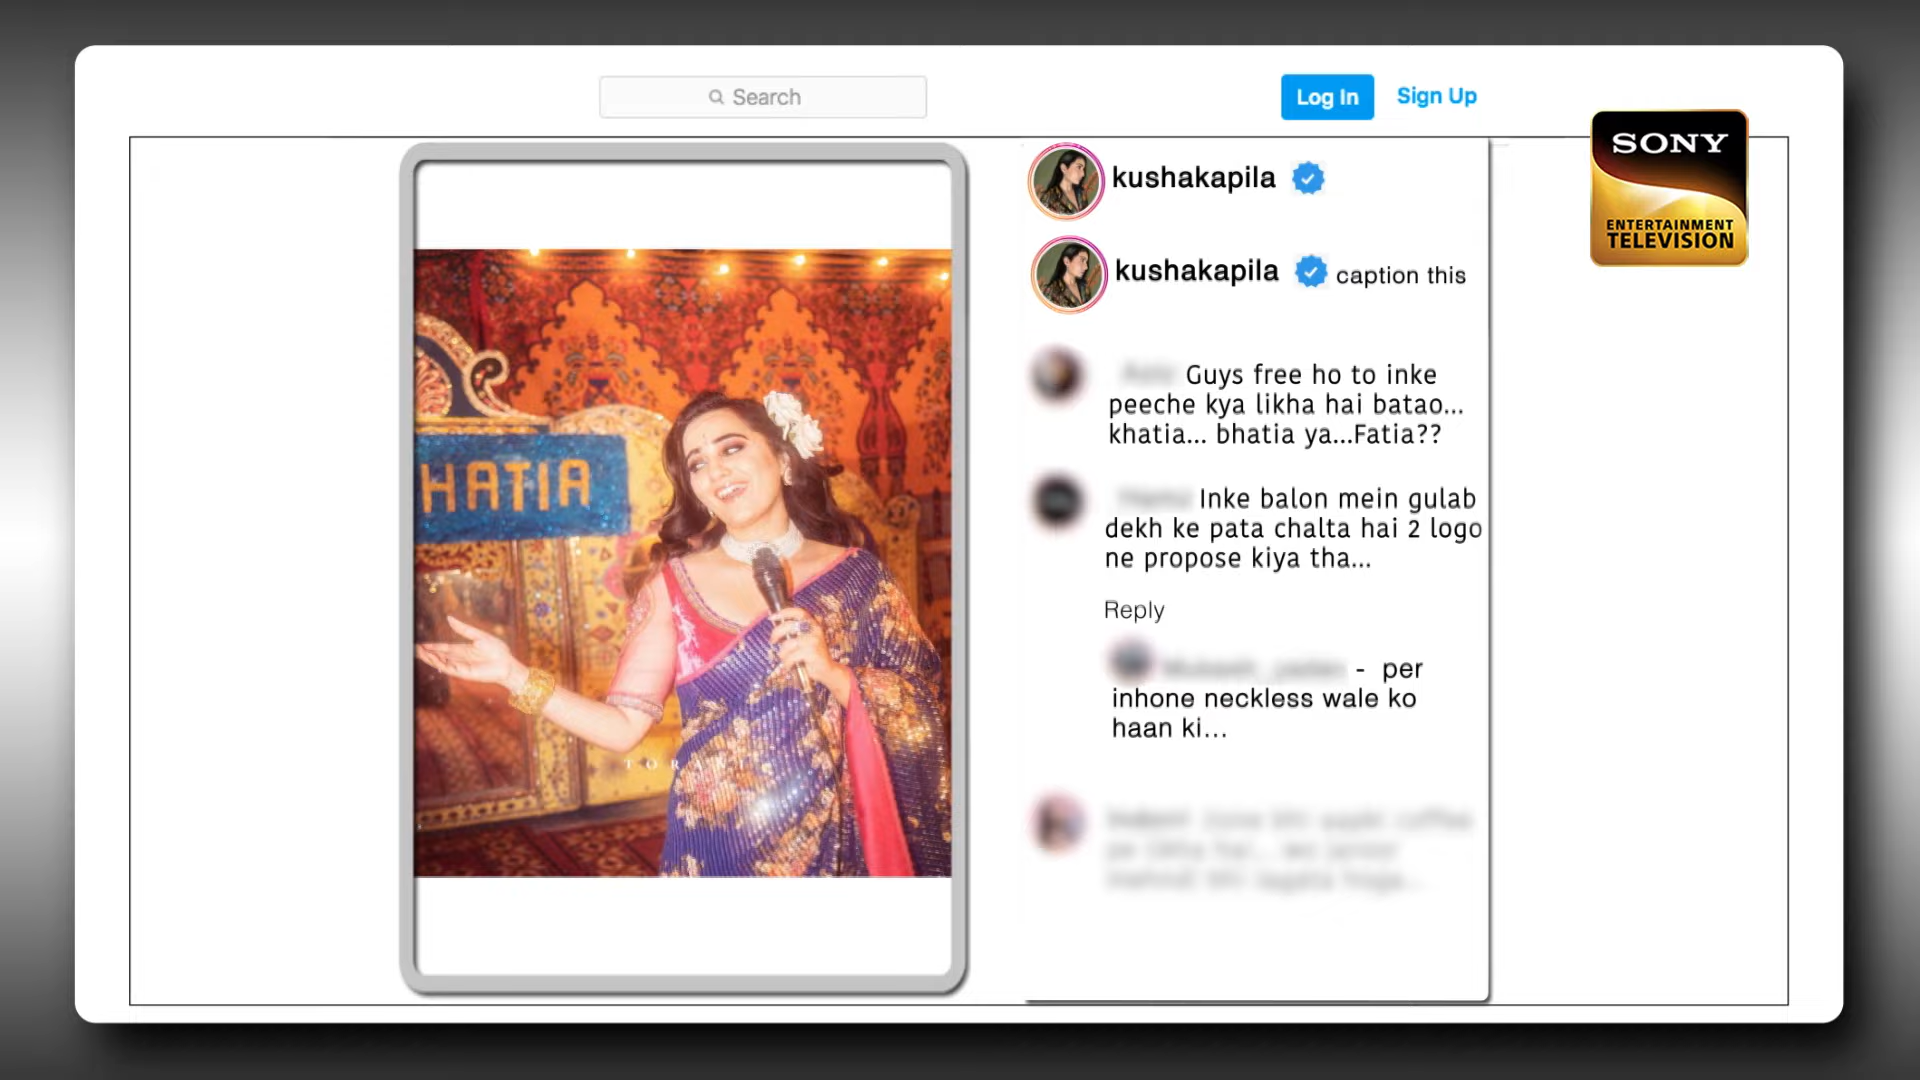 Search
Log In
Sign Up
SONY
ENTERTAINMENT
TELEVISION
kushakapila
kushakapila caption this
HATIA
Guys free ho to inke
peeche kya likha hai batao...
khatia... bhatia ya...Fatia??
Inke balon mein gulab
dekh ke pata chalta hai 2 logo
ne propose kiya tha...
Reply
- per
inhone neckless wale ko
haan ki...